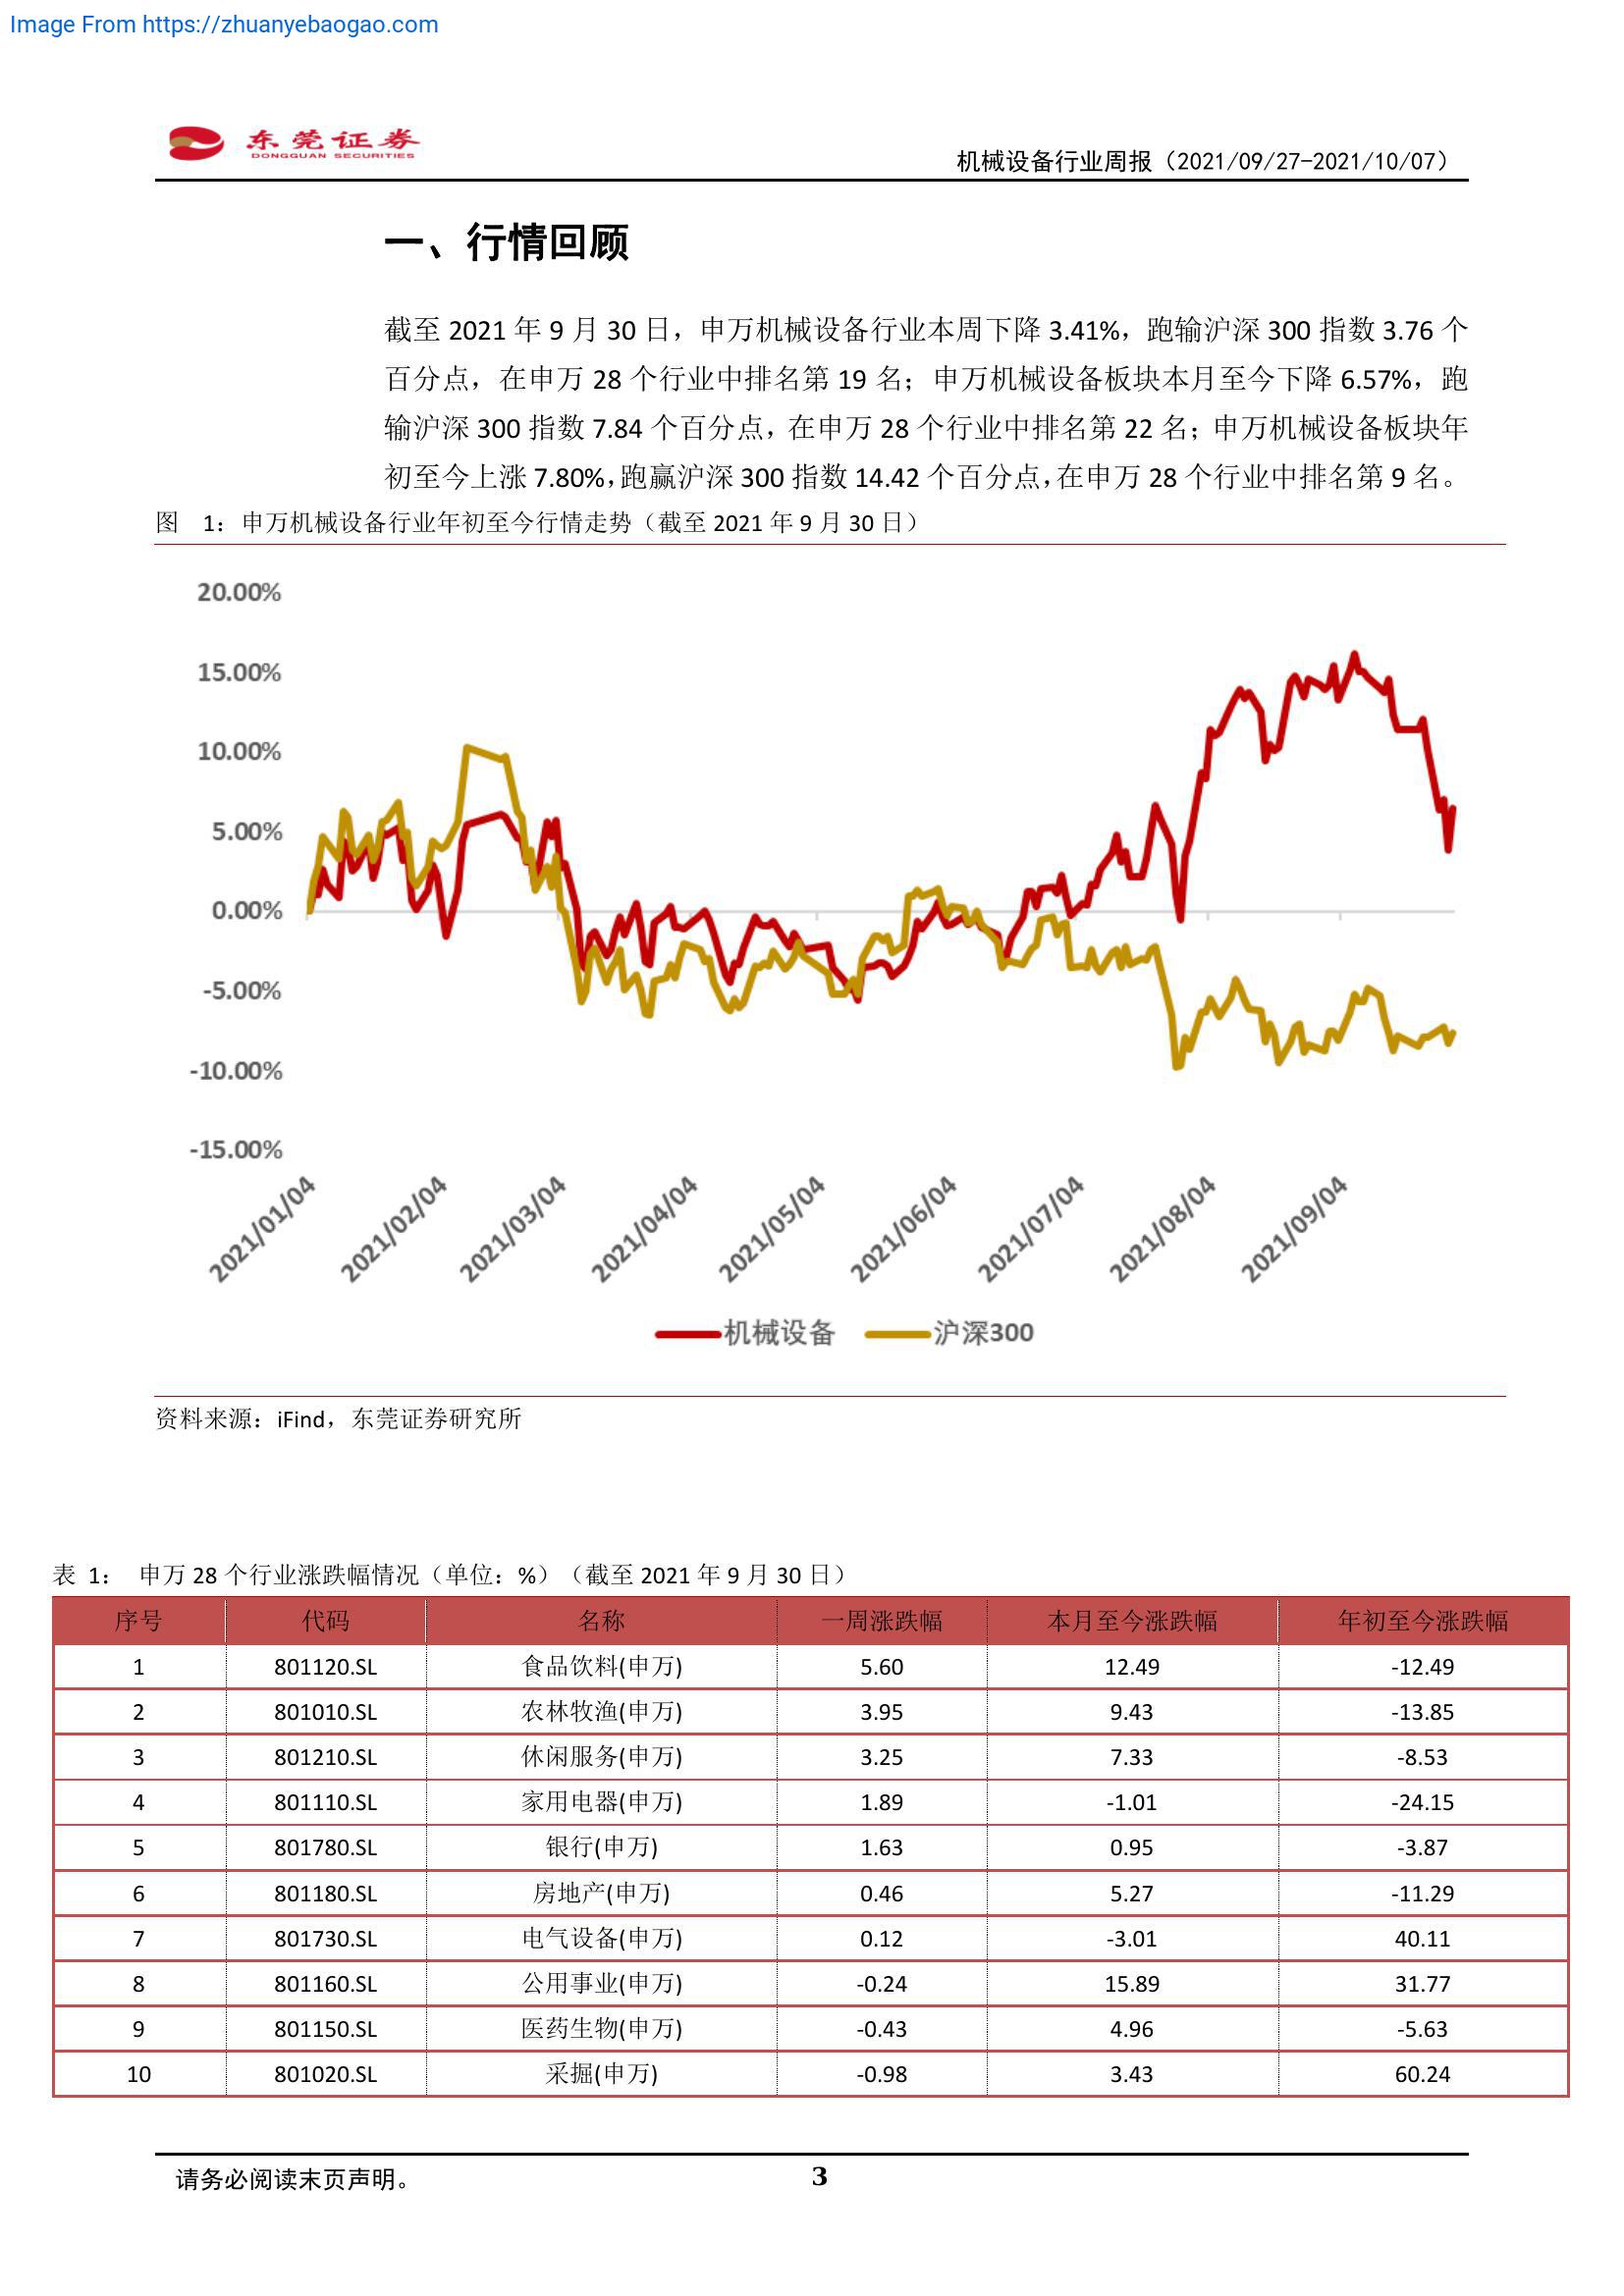 Image From https://zhuanyebaogao.com
东莞证券
DONGGUAN SECURITIES
机械设备行业周报（2021/09/27-2021/10/07）
一、行情回顾
截至 2021 年 9 月 30 日，申万机械设备行业本周下降 3.41%，跑输沪深 300 指数 3.76 个
百分点，在申万 28 个行业中排名第 19 名；申万机械设备板块本月至今下降 6.57%，跑
输沪深 300 指数 7.84 个百分点，在申万 28 个行业中排名第 22 名；申万机械设备板块年
初至今上涨 7.80%，跑赢沪深 300 指数 14.42 个百分点，在申万 28 个行业中排名第 9 名。
图 1：申万机械设备行业年初至今行情走势（截至 2021 年 9 月 30 日）
20.00%
15.00%
10.00%
5.00%
0.00%
-5.00%
-10.00%
-15.00%
2021/01/04 2021/02/04 2021/03/04 2021/04/04 2021/05/04 2021/06/04 2021/07/04 2021/08/04 2021/09/04
机械设备 沪深300
资料来源：iFind，东莞证券研究所
表 1： 申万 28 个行业涨跌幅情况（单位：%）（截至 2021 年 9 月 30 日）
序号 代码 名称 一周涨跌幅 本月至今涨跌幅 年初至今涨跌幅
1 801120.SL 食品饮料(申万) 5.60 12.49 -12.49
2 801010.SL 农林牧渔(申万) 3.95 9.43 -13.85
3 801210.SL 休闲服务(申万) 3.25 7.33 -8.53
4 801110.SL 家用电器(申万) 1.89 -1.01 -24.15
5 801780.SL 银行(申万) 1.63 0.95 -3.87
6 801180.SL 房地产(申万) 0.46 5.27 -11.29
7 801730.SL 电气设备(申万) 0.12 -3.01 40.11
8 801160.SL 公用事业(申万) -0.24 15.89 31.77
9 801150.SL 医药生物(申万) -0.43 4.96 -5.63
10 801020.SL 采掘(申万) -0.98 3.43 60.24
请务必阅读末页声明。
3